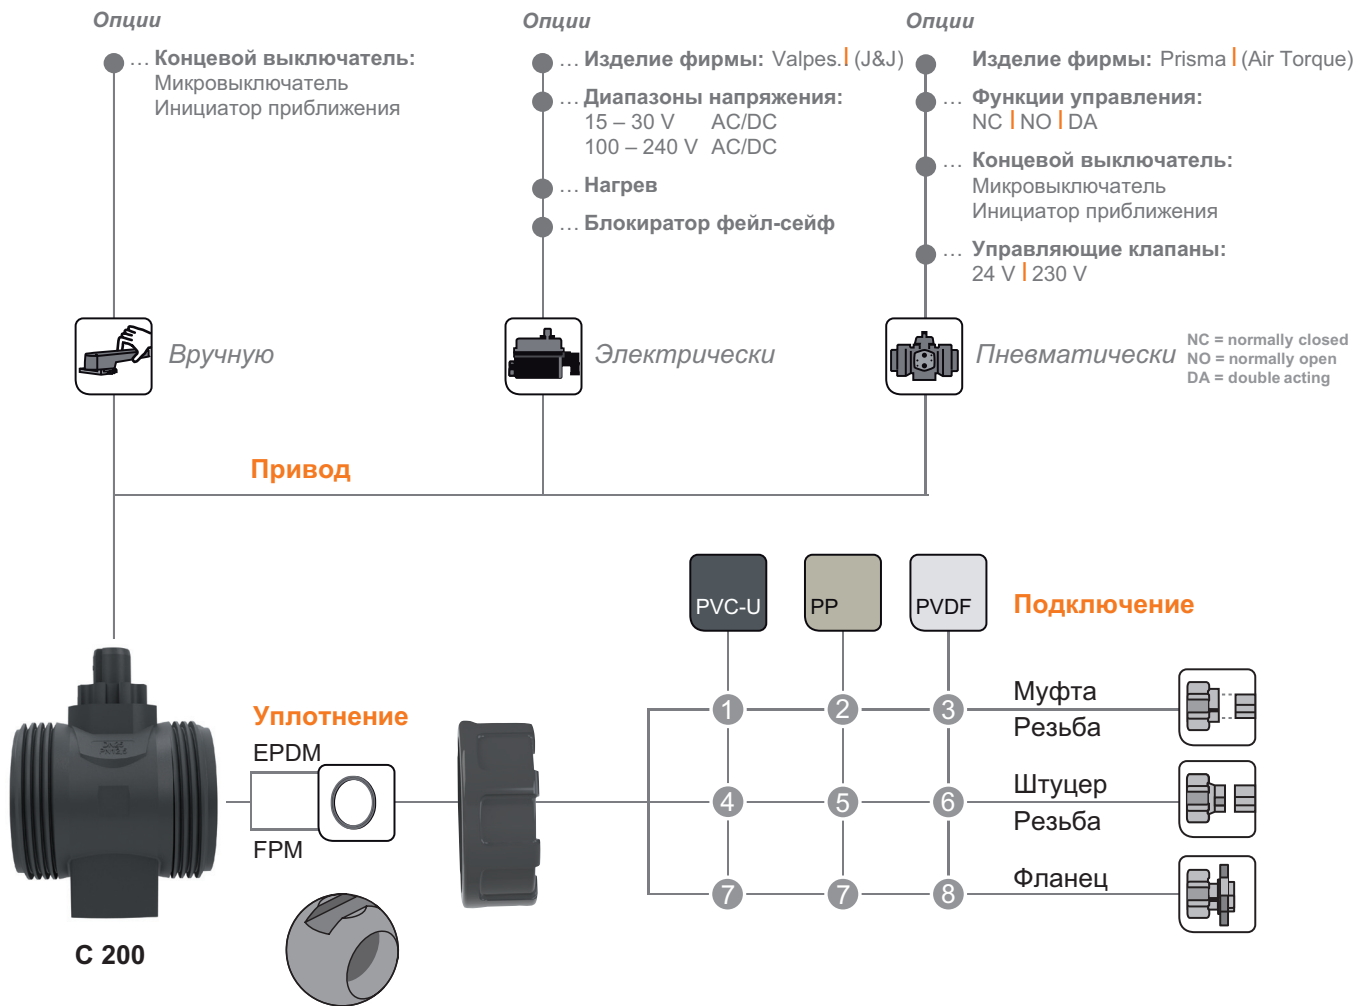 Опции
… Концевой выключатель:
Микровыключатель
Инициатор приближения
Вручную
Опции
… Изделие фирмы: Valpes.. | (J&J)
… Диапазоны напряжения:
15 – 30 V AC/DC
100 – 240 V AC/DC
… Нагрев
… Блокиратор фейл-сейф
Электрически
Опции
Изделие фирмы: Prisma | (Air Torque)
… Функции управления:
NC | NO | DA
… Концевой выключатель:
Микровыключатель
Инициатор приближения
… Управляющие клапаны:
24 V | 230 V
Пневматически
NC = normally closed
NO = normally open
DA = double acting
Привод
PVC-U
PP
PVDF
Подключение
1 2 3
Муфта
Резьба
4 5 6
Штуцер
Резьба
7 7 8
Фланец
Уплотнение
EPDM
FPM
C 200